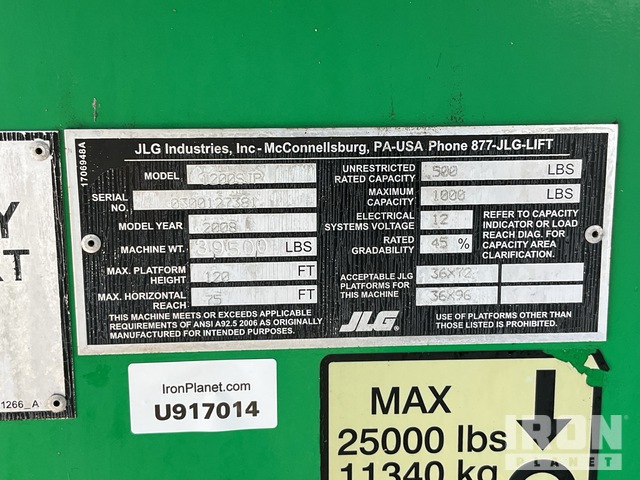 1706948A
JLG Industries, Inc - McConnellsburg, PA-USA Phone 877-JLG-LIFT
MODEL 1200SJP
SERIAL NO. 0300127381
MODEL YEAR 2008
MACHINE WT. LBS
MAX. PLATFORM HEIGHT 120 FT
MAX. HORIZONTAL REACH 75 FT
THIS MACHINE MEETS OR EXCEEDS APPLICABLE
REQUIREMENTS OF ANSI A92.5 2006 AS ORIGINALLY
MANUFACTURED FOR INTENDED PURPOSES.
UNRESTRICTED RATED CAPACITY 500 LBS
MAXIMUM CAPACITY 1000 LBS
ELECTRICAL SYSTEMS VOLTAGE 12
RATED GRADABILITY 45 %
REFER TO CAPACITY
INDICATOR OR LOAD
REACH DIAG. FOR
CAPACITY AREA
CLARIFICATION.
ACCEPTABLE JLG
PLATFORMS FOR
THIS MACHINE
36X72
36X96
JLG®
USE OF PLATFORMS OTHER THAN
THOSE LISTED IS PROHIBITED.
1266_A
IronPlanet.com
U917014
MAX
25000 lbs
11340 kg
IRON
PLANET